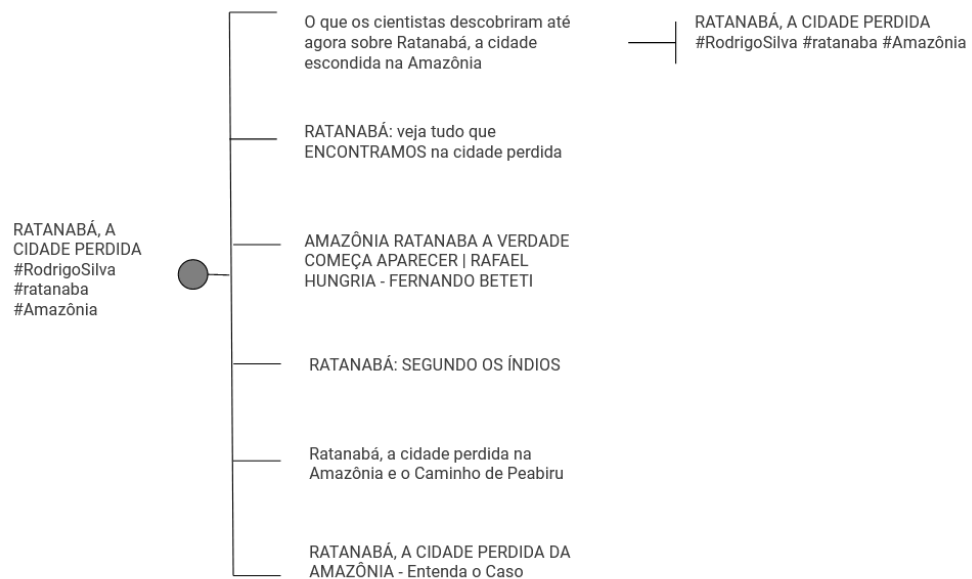 RATANABÁ, A
CIDADE PERDIDA
#RodrigoSilva
#ratanaba
#Amazônia
O que os cientistas descobriram até
agora sobre Ratanabá, a cidade
escondida na Amazônia
RATANABÁ, A CIDADE PERDIDA
#RodrigoSilva #ratanaba #Amazônia
RATANABÁ: veja tudo que
ENCONTRAMOS na cidade perdida
AMAZÔNIA RATANABA A VERDADE
COMEÇA APARECER | RAFAEL
HUNGRIA - FERNANDO BETETI
RATANABÁ: SEGUNDO OS ÍNDIOS
Ratanabá, a cidade perdida na
Amazônia e o Caminho de Peabiru
RATANABÁ, A CIDADE PERDIDA DA
AMAZÔNIA - Entenda o Caso